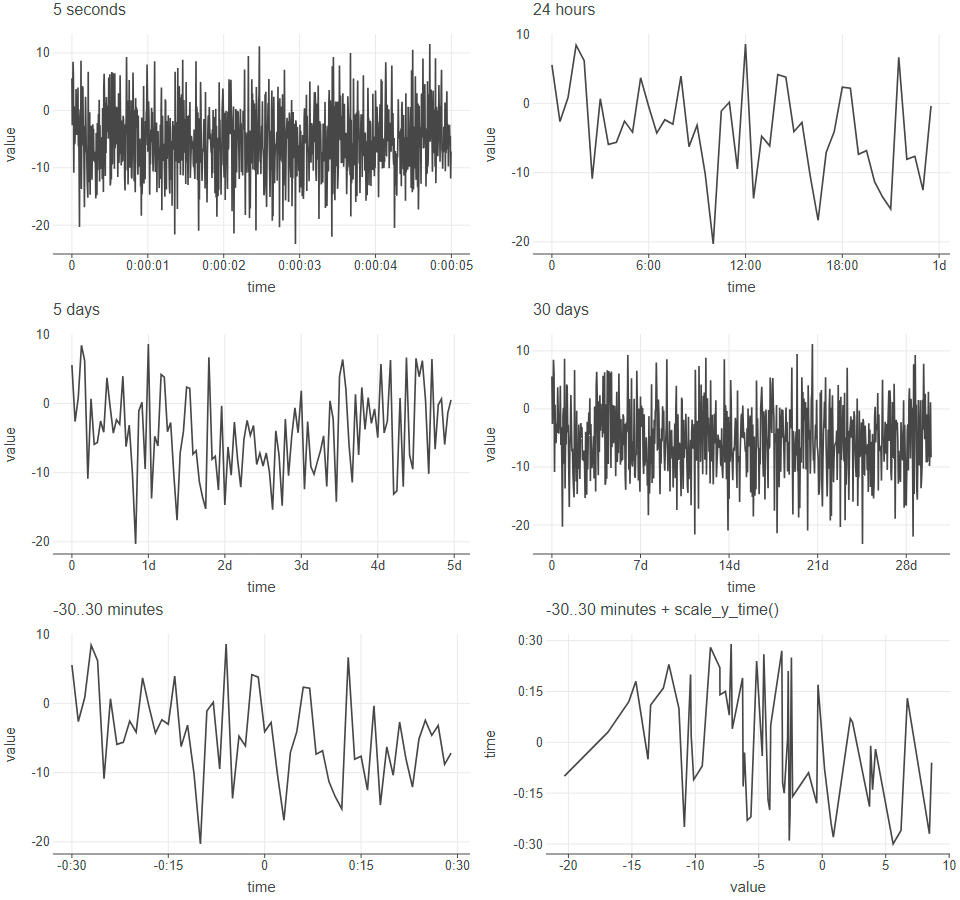 5 seconds
10
0
-10
-20
value
0 0:00:01 0:00:02 0:00:03 0:00:04 0:00:05
time
24 hours
10
0
-10
-20
value
0 6:00 12:00 18:00 1d
time
5 days
10
0
-10
-20
value
0 1d 2d 3d 4d 5d
time
30 days
10
0
-10
-20
value
0 7d 14d 21d 28d
time
-30..30 minutes
10
0
-10
-20
value
-0:30 -0:15 0 0:15 0:30
time
-30..30 minutes + scale_y_time()
0:30
0:15
0
-0:15
-0:30
time
-20 -15 -10 -5 0 5 10
value